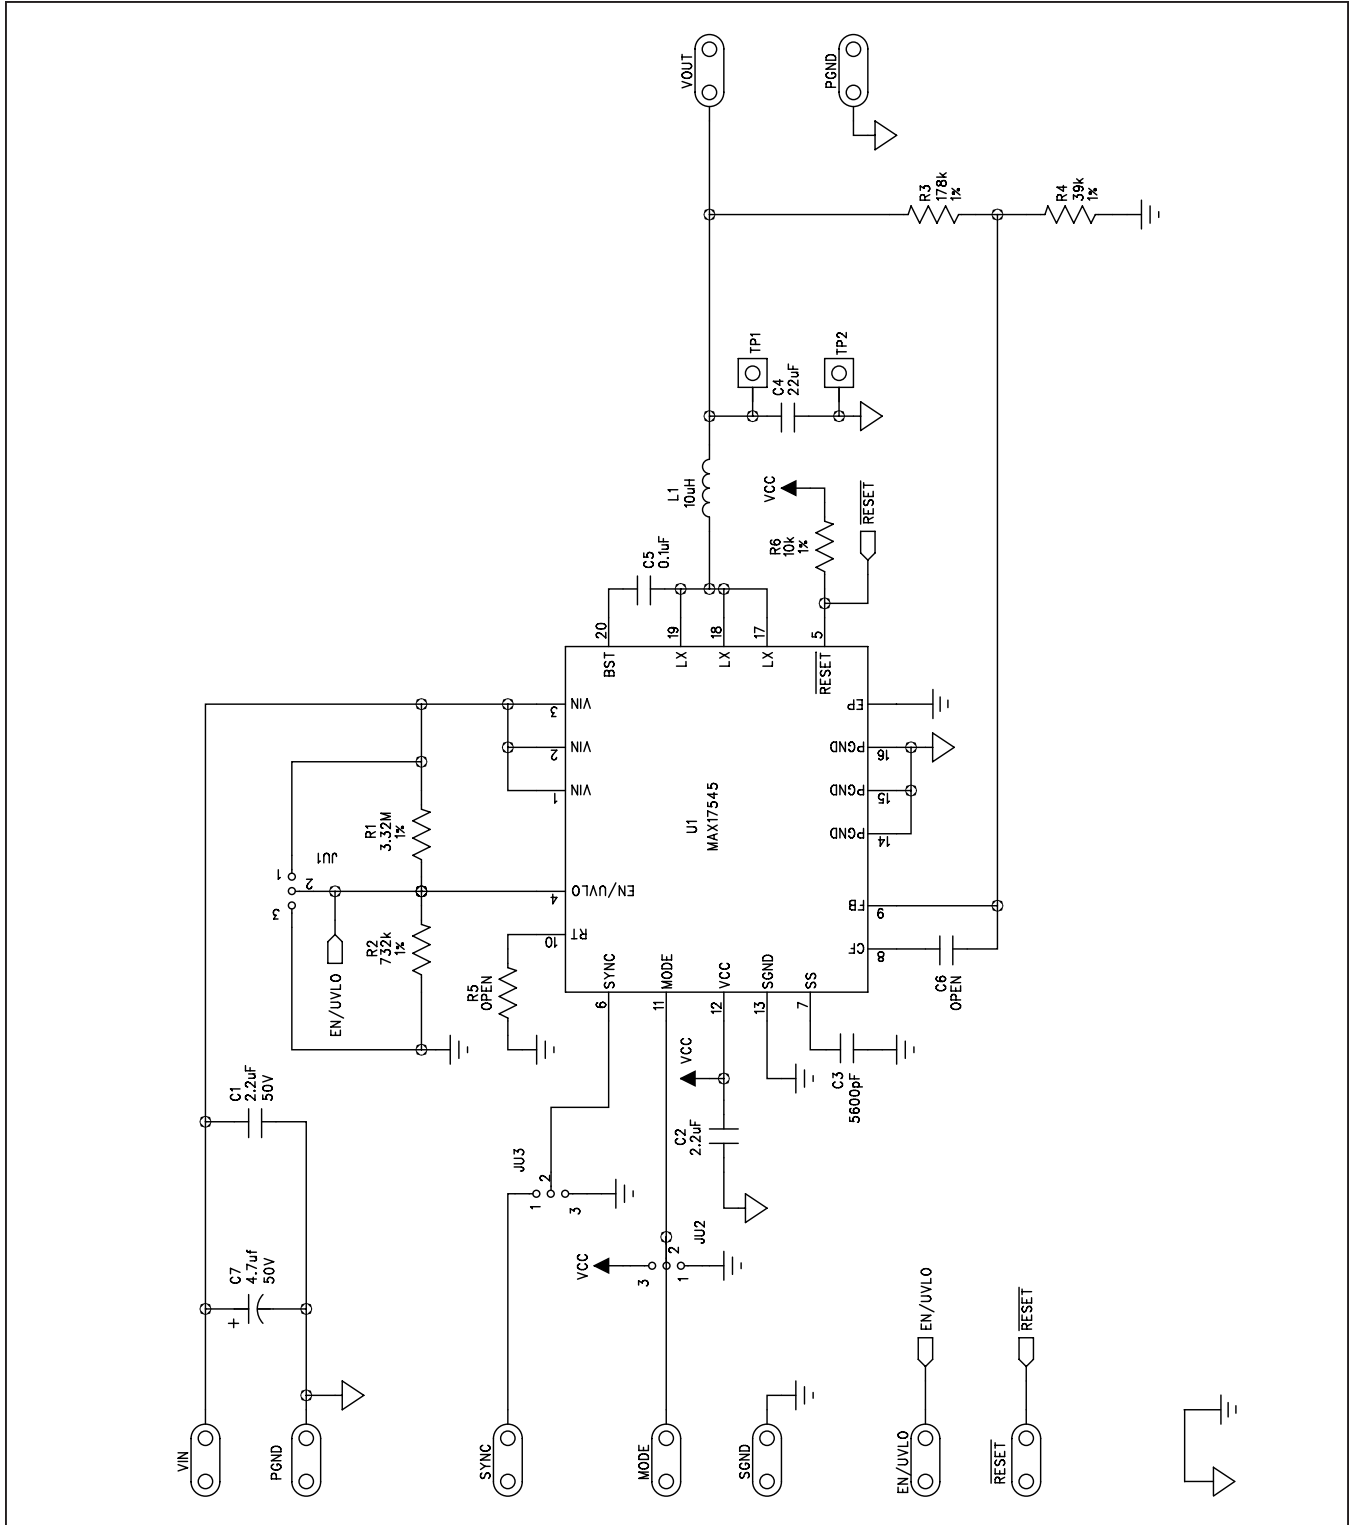 VOUT
PGND
R3
178k
1%
R4
39k
1%
TP1
C4
22uF
TP2
L1
10uH
VCC
RESET
R6
10k
1%
C5
0.1uF
20
19
18
17
5
BST
LX
LX
LX
RESET
3
VIN
2
VIN
1
VIN
4
EN/UVLO
10
RT
EP
PGND
16
PGND
15
PGND
14
FB
9
CF
8
U1
MAX17545
SYNC
6
MODE
11
VCC
12
SGND
13
SS
7
R1
3.32M
1%
JU1
1
2
3
R2
732k
1%
EN/UVLO
R5
OPEN
C6
OPEN
C1
2.2uF
50V
VCC
C3
5600pF
C2
2.2uF
JU3
1
2
3
JU2
VCC
3
2
1
C7
4.7uf
50V
+
EN/UVLO
RESET
VIN
PGND
SYNC
MODE
SGND
EN/UVLO
RESET